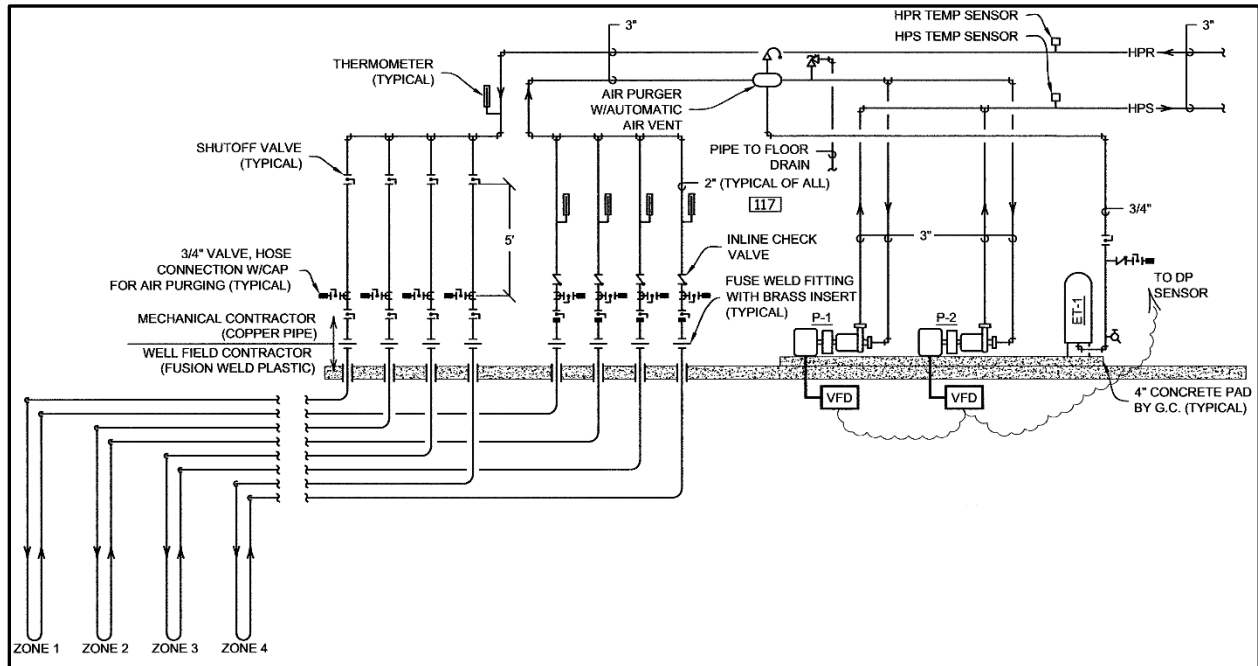 HPR TEMP SENSOR
HPS TEMP SENSOR
3"
3"
HPR
HPS
THERMOMETER
(TYPICAL)
AIR PURGER
W/AUTOMATIC
AIR VENT
SHUTOFF VALVE
(TYPICAL)
PIPE TO FLOOR
DRAIN
2" (TYPICAL OF ALL)
117
3/4"
5'
3"
INLINE CHECK
VALVE
3/4" VALVE, HOSE
CONNECTION W/CAP
FOR AIR PURGING (TYPICAL)
FUSE WELD FITTING
WITH BRASS INSERT
(TYPICAL)
TO DP
SENSOR
MECHANICAL CONTRACTOR
(COPPER PIPE)
WELL FIELD CONTRACTOR
(FUSION WELD PLASTIC)
P-1
P-2
ET-1
VFD
VFD
4" CONCRETE PAD
BY G.C. (TYPICAL)
ZONE 1
ZONE 2
ZONE 3
ZONE 4